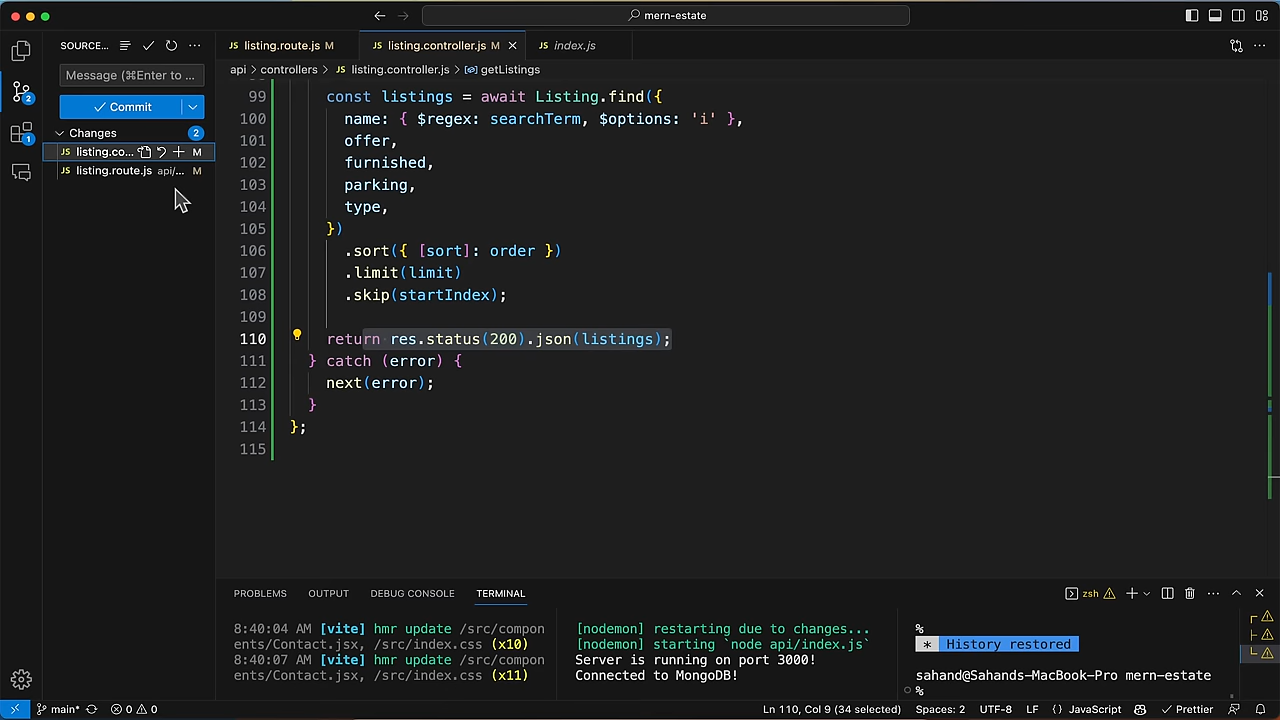 mern-estate
SOURCE...
JS listing.route.js M
JS listing.controller.js M
JS index.js
Message (⌘Enter to ...
api > controllers > JS listing.controller.js > getListings
Commit
Changes 2
JS listing.co... M
JS listing.route.js api/... M
2
1
99 const listings = await Listing.find({
100 name: { $regex: searchTerm, $options: 'i' },
101 offer,
102 furnished,
103 parking,
104 type,
105 })
106 .sort({ [sort]: order })
107 .limit(limit)
108 .skip(startIndex);
109
110 return res.status(200).json(listings);
111 } catch (error) {
112 next(error);
113 }
114 };
115
PROBLEMS OUTPUT DEBUG CONSOLE TERMINAL
zsh
8:40:04 AM [vite] hmr update /src/compon
ents/Contact.jsx, /src/index.css (x10)
8:40:07 AM [vite] hmr update /src/compon
ents/Contact.jsx, /src/index.css (x11)
[nodemon] restarting due to changes...
[nodemon] starting `node api/index.js`
Server is running on port 3000!
Connected to MongoDB!
%
* History restored
sahand@Sahands-MacBook-Pro mern-estate
%
main* 0 0
Ln 110, Col 9 (34 selected) Spaces: 2 UTF-8 LF {} JavaScript Prettier